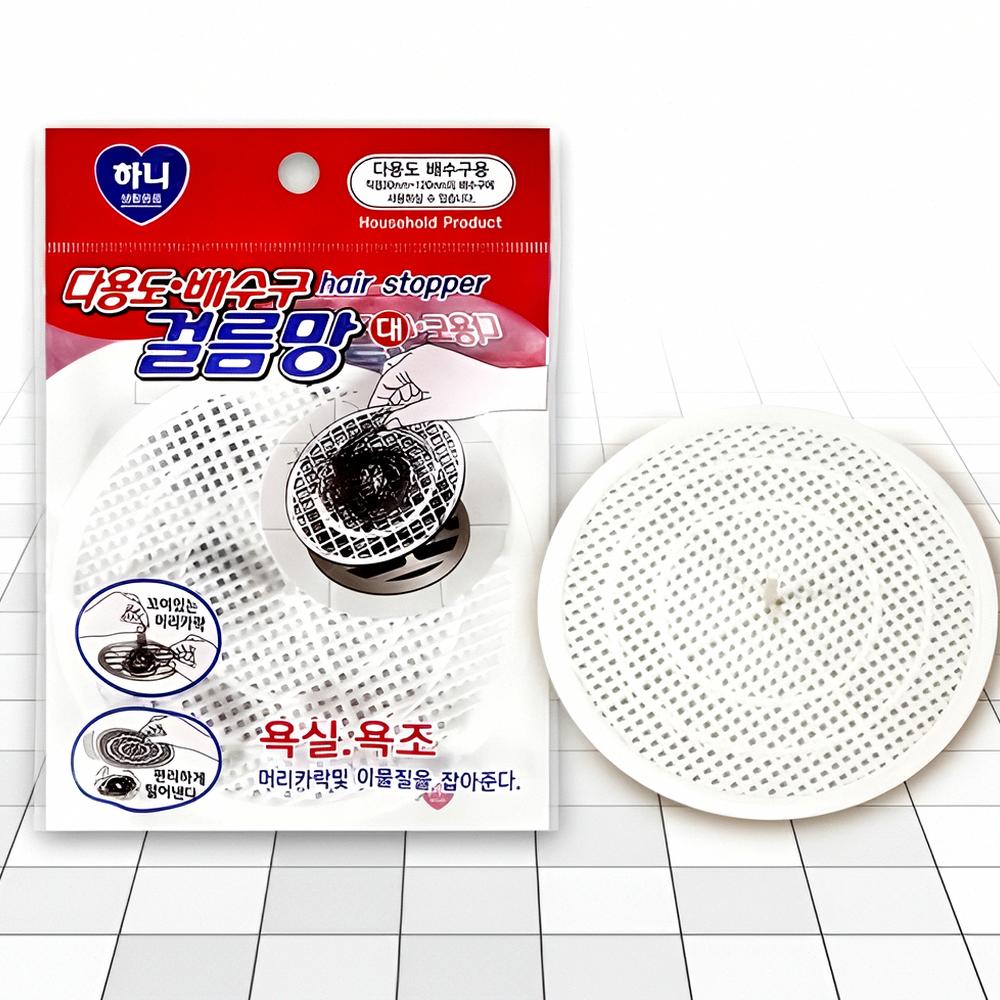 하니
다용도 배수구용
Household Product
다용도·배수구 hair stopper
걸름망 대
꼬여있는
머리카락
편리하게
털어낸다
욕실.욕조
머리카락및 이물질을 잡아준다.